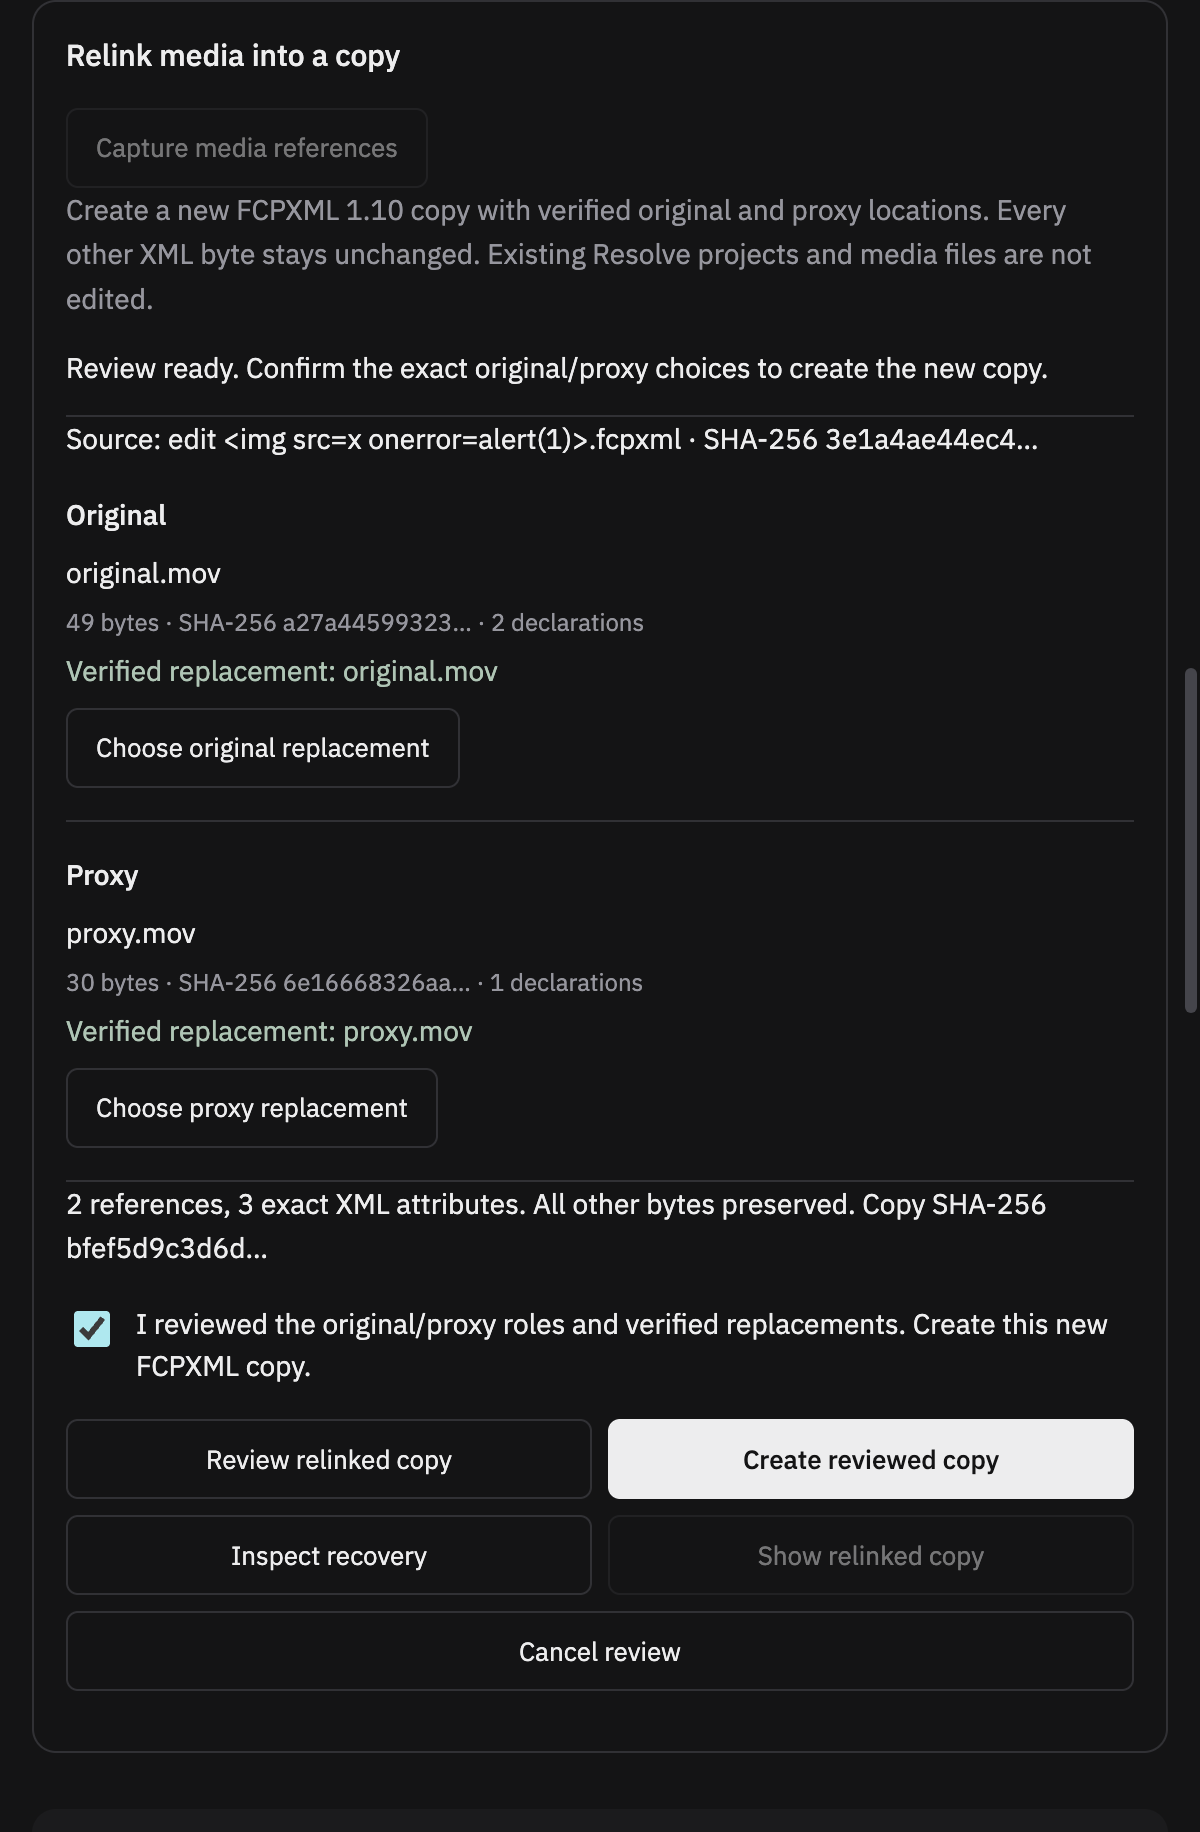 Relink media into a copy
Capture media references
Create a new FCPXML 1.10 copy with verified original and proxy locations. Every
other XML byte stays unchanged. Existing Resolve projects and media files are not
edited.
Review ready. Confirm the exact original/proxy choices to create the new copy.
Source: edit <img src=x onerror=alert(1)>.fcpxml · SHA-256 3e1a4ae44ec4…
Original
original.mov
49 bytes · SHA-256 a27a44599323… · 2 declarations
Verified replacement: original.mov
Choose original replacement
Proxy
proxy.mov
30 bytes · SHA-256 6e16668326aa… · 1 declarations
Verified replacement: proxy.mov
Choose proxy replacement
2 references, 3 exact XML attributes. All other bytes preserved. Copy SHA-256
bfef5d9c3d6d…
I reviewed the original/proxy roles and verified replacements. Create this new
FCPXML copy.
Review relinked copy
Create reviewed copy
Inspect recovery
Show relinked copy
Cancel review